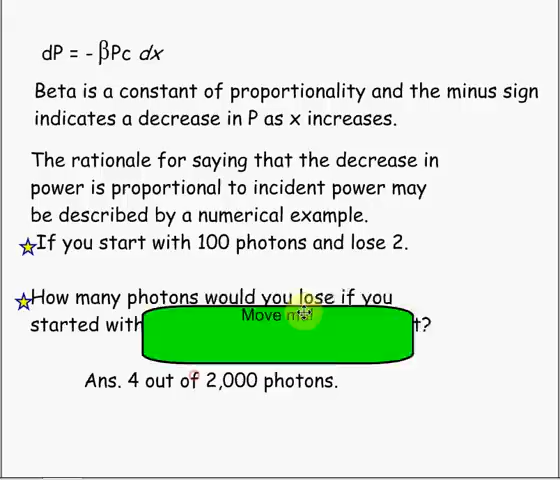 dP = - βPc dx
Beta is a constant of proportionality and the minus sign
indicates a decrease in P as x increases.
The rationale for saying that the decrease in
power is proportional to incident power may
be described by a numerical example.
If you start with 100 photons and lose 2.
How many photons would you lose if you
started with t?
Move me!
Ans. 4 out of 2,000 photons.